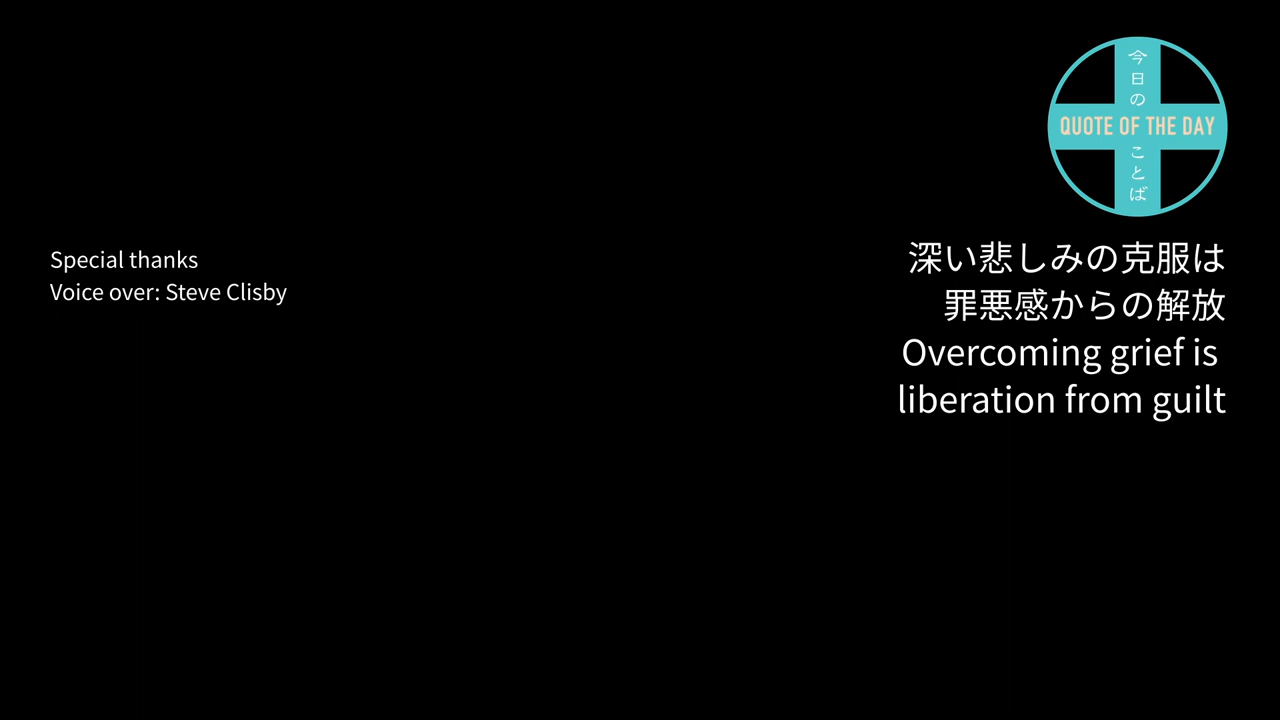 今日の
QUOTE OF THE DAY
ことば
Special thanks
Voice over: Steve Clisby
深い悲しみの克服は
罪悪感からの解放
Overcoming grief is
liberation from guilt